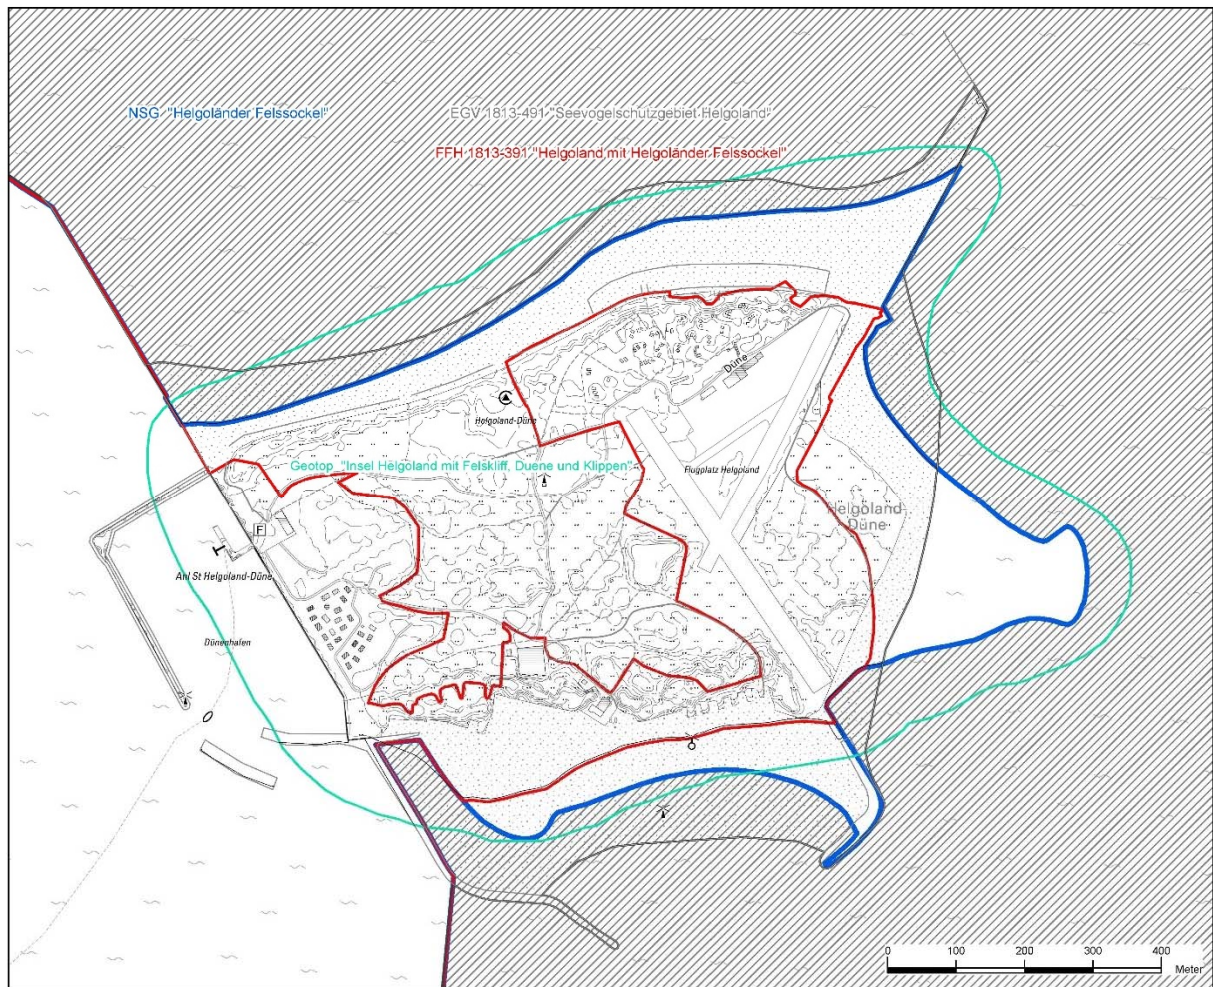 NSG "Helgoländer Felssockel"
EGV 1813-491 "Seevogelschutzgebiet Helgoland"
FFH 1813-391 "Helgoland mit Helgoländer Felssockel"
Düne
Helgoland-Düne
Geotop "Insel Helgoland mit Felskliff, Duene und Klippen"
Flugplatz Helgoland
Helgoland-
Düne
F
Anl St Helgoland-Düne
Dünenhafen
0 100 200 300 400
Meter